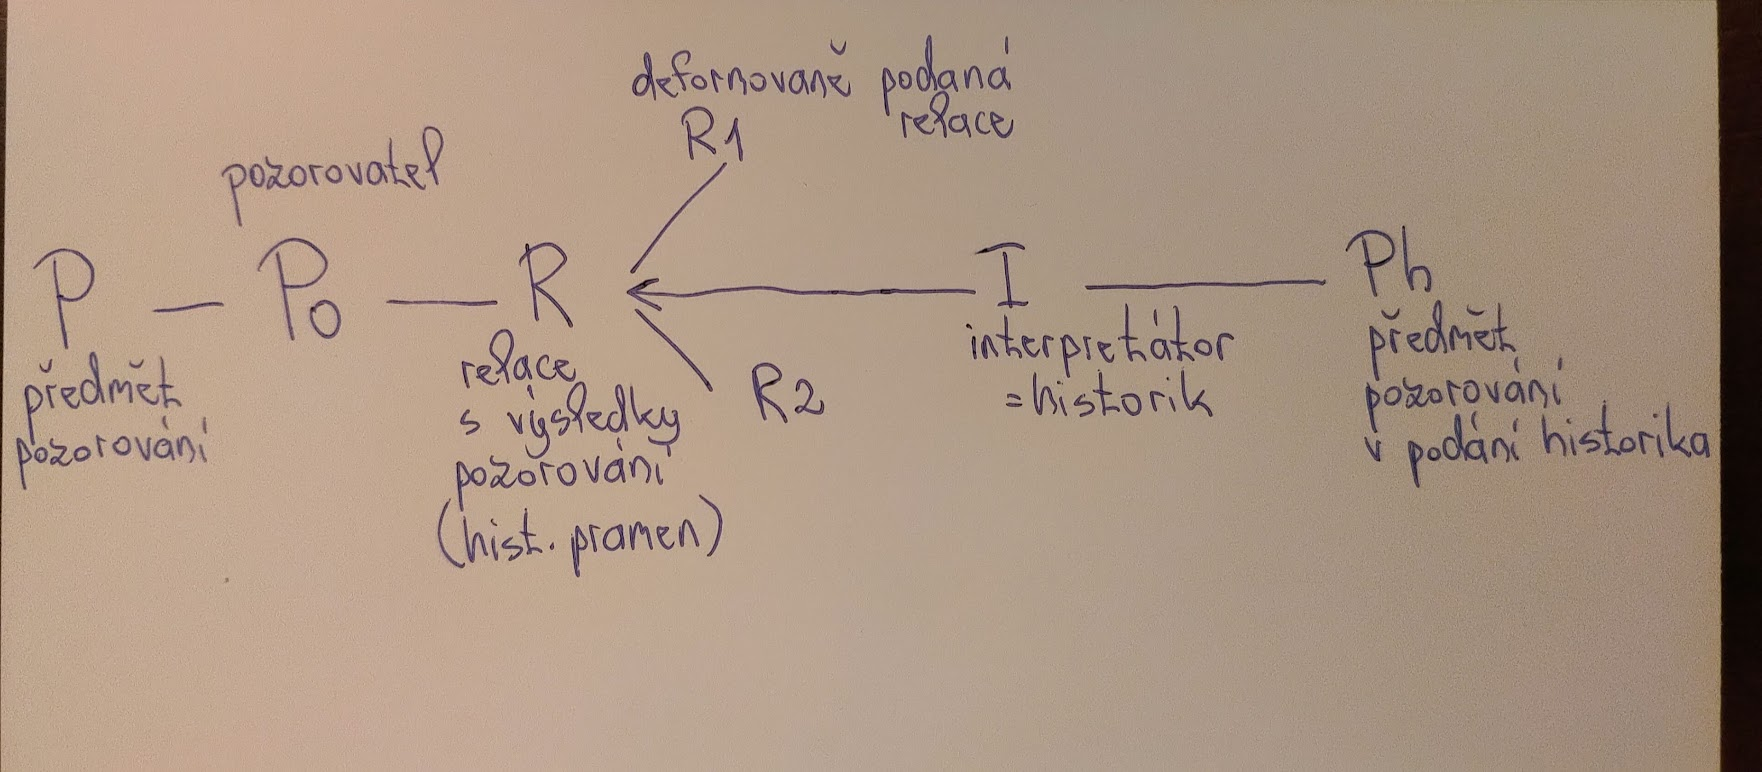 deformovaně podaná
relace
R1
pozorovatel
P — Po — R
I
Ph
předmět
pozorování
relace
s výsledky
pozorování
(hist. pramen)
R2
interpretátor
=historik
předmět
pozorování
v podání historika